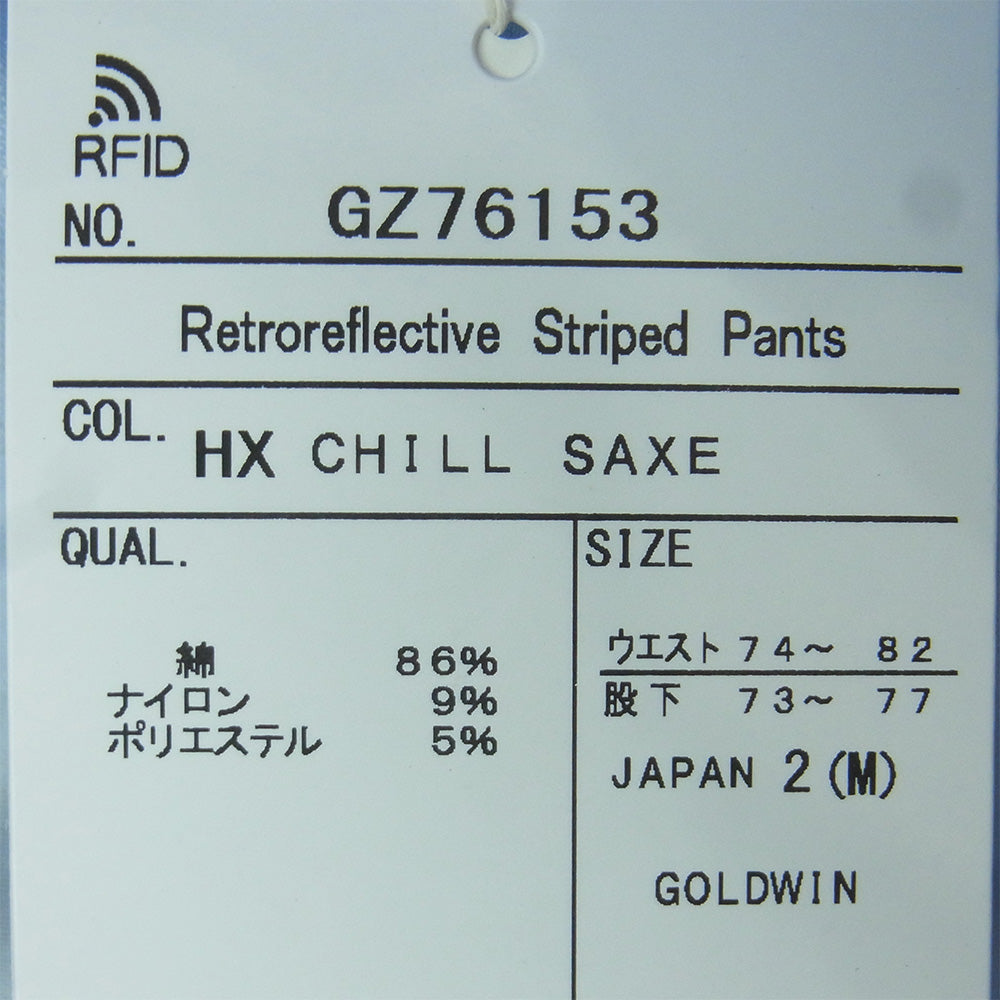 RFID
NO. GZ76153
Retroreflective Striped Pants
COL. HX CHILL SAXE
QUAL.
綿 86%
ナイロン 9%
ポリエステル 5%
SIZE
ウエスト 74〜 82
股下 73〜 77
JAPAN 2 (M)
GOLDWIN